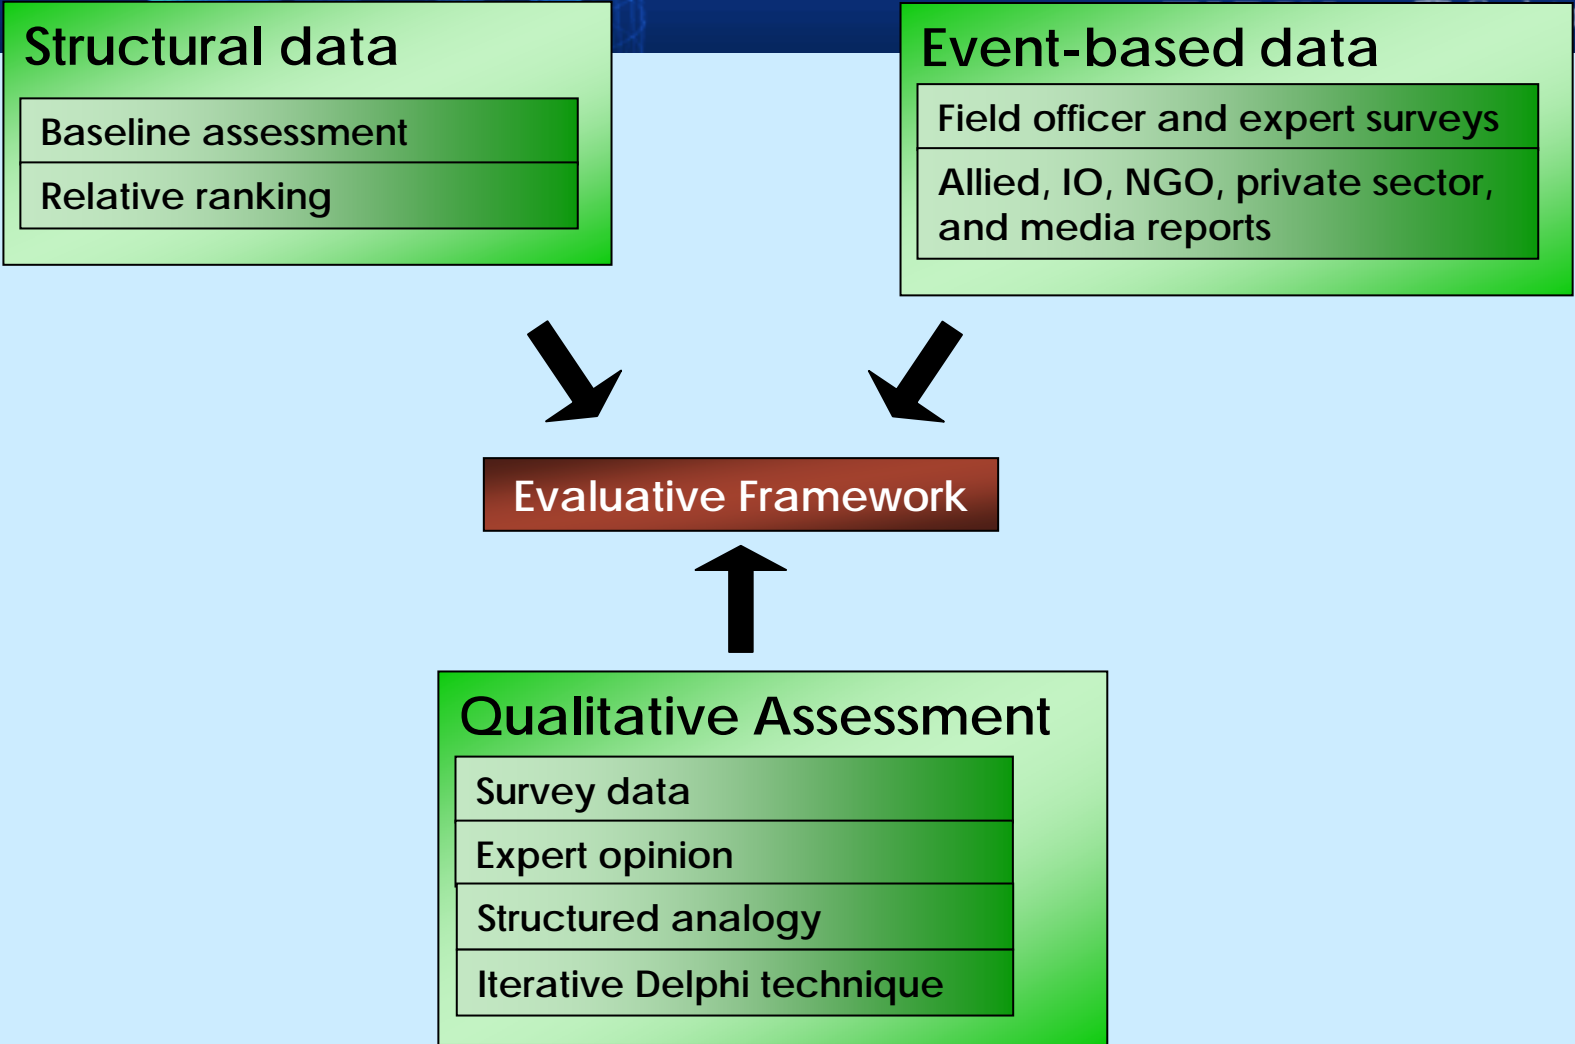 Structural data
Baseline assessment
Relative ranking
Event-based data
Field officer and expert surveys
Allied, IO, NGO, private sector,
and media reports
Evaluative Framework
Qualitative Assessment
Survey data
Expert opinion
Structured analogy
Iterative Delphi technique